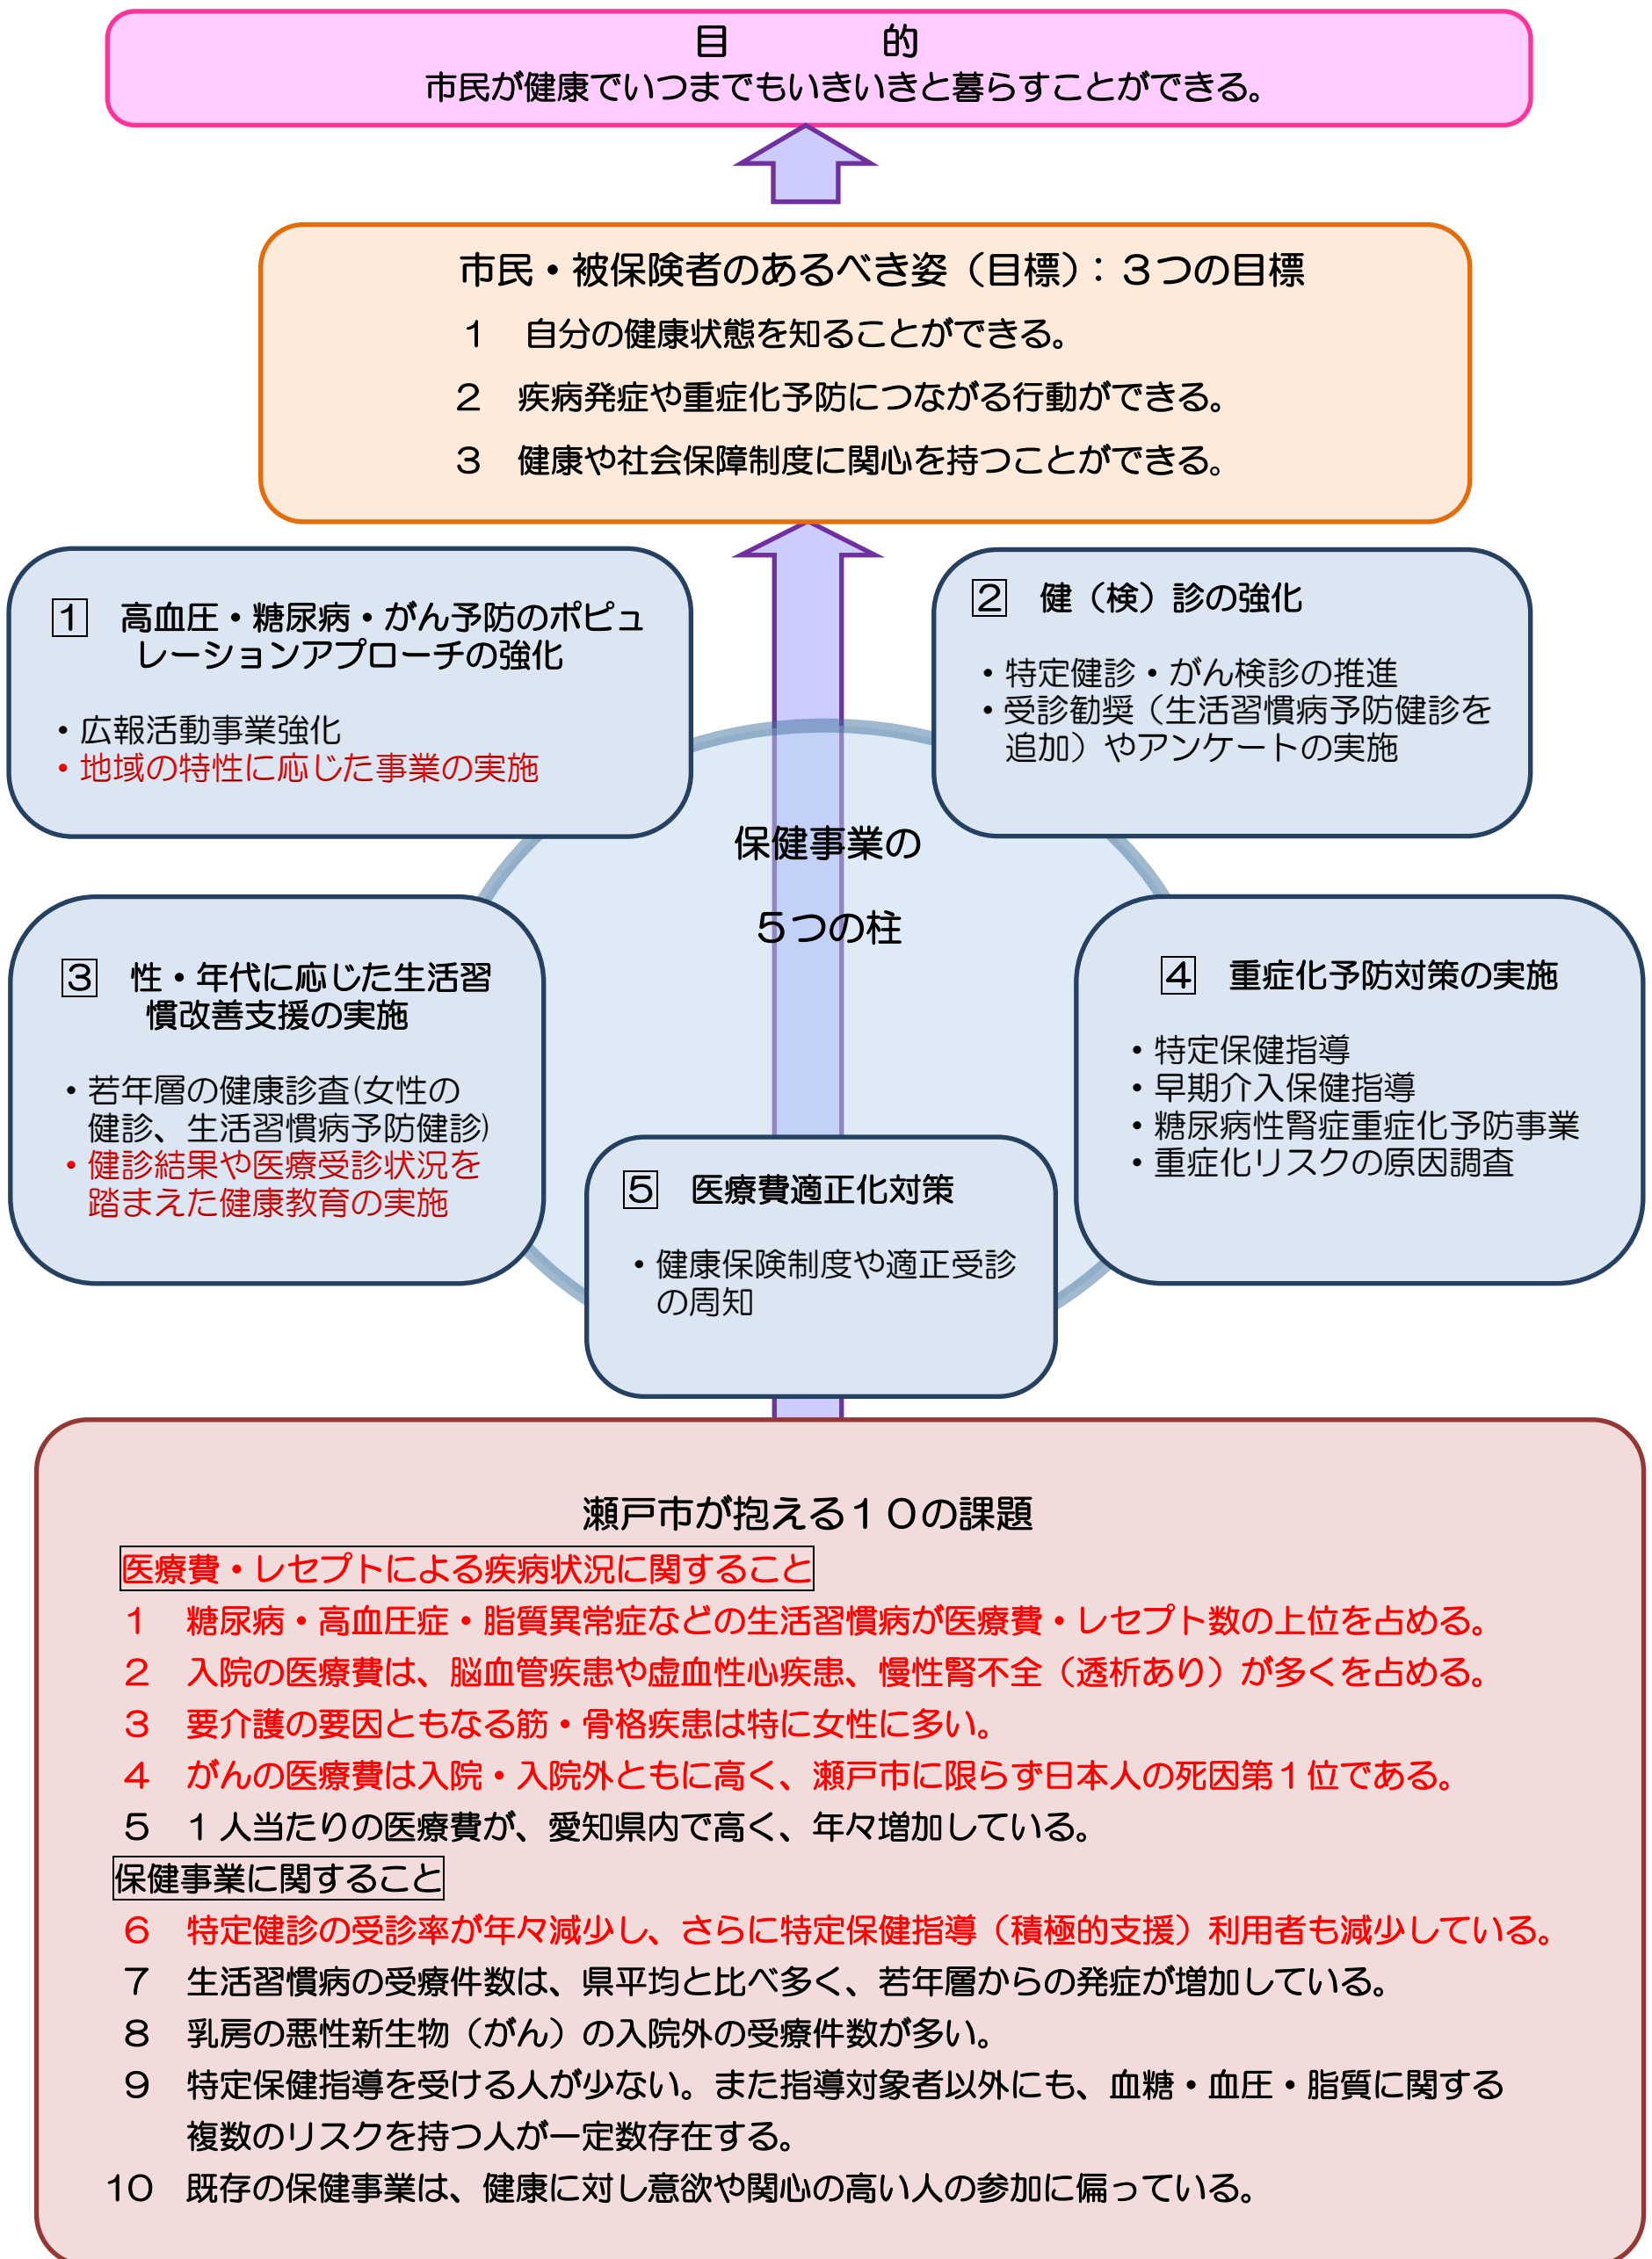 目　　　　的
市民が健康でいつまでもいきいきと暮らすことができる。
市民・被保険者のあるべき姿（目標）：３つの目標
１　自分の健康状態を知ることができる。
２　疾病発症や重症化予防につながる行動ができる。
３　健康や社会保障制度に関心を持つことができる。
１　高血圧・糖尿病・がん予防のポピュ
レーションアプローチの強化
・広報活動事業強化
・地域の特性に応じた事業の実施
２　健（検）診の強化
・特定健診・がん検診の推進
・受診勧奨（生活習慣病予防健診を
追加）やアンケートの実施
保健事業の
５つの柱
３　性・年代に応じた生活習
慣改善支援の実施
・若年層の健康診査(女性の
健診、生活習慣病予防健診)
・健診結果や医療受診状況を
踏まえた健康教育の実施
４　重症化予防対策の実施
・特定保健指導
・早期介入保健指導
・糖尿病性腎症重症化予防事業
・重症化リスクの原因調査
５　医療費適正化対策
・健康保険制度や適正受診
の周知
瀬戸市が抱える１０の課題
医療費・レセプトによる疾病状況に関すること
１　糖尿病・高血圧症・脂質異常症などの生活習慣病が医療費・レセプト数の上位を占める。
２　入院の医療費は、脳血管疾患や虚血性心疾患、慢性腎不全（透析あり）が多くを占める。
３　要介護の要因ともなる筋・骨格疾患は特に女性に多い。
４　がんの医療費は入院・入院外ともに高く、瀬戸市に限らず日本人の死因第１位である。
５　１人当たりの医療費が、愛知県内で高く、年々増加している。
保健事業に関すること
６　特定健診の受診率が年々減少し、さらに特定保健指導（積極的支援）利用者も減少している。
７　生活習慣病の受療件数は、県平均と比べ多く、若年層からの発症が増加している。
８　乳房の悪性新生物（がん）の入院外の受療件数が多い。
９　特定保健指導を受ける人が少ない。また指導対象者以外にも、血糖・血圧・脂質に関する
複数のリスクを持つ人が一定数存在する。
１０　既存の保健事業は、健康に対し意欲や関心の高い人の参加に偏っている。